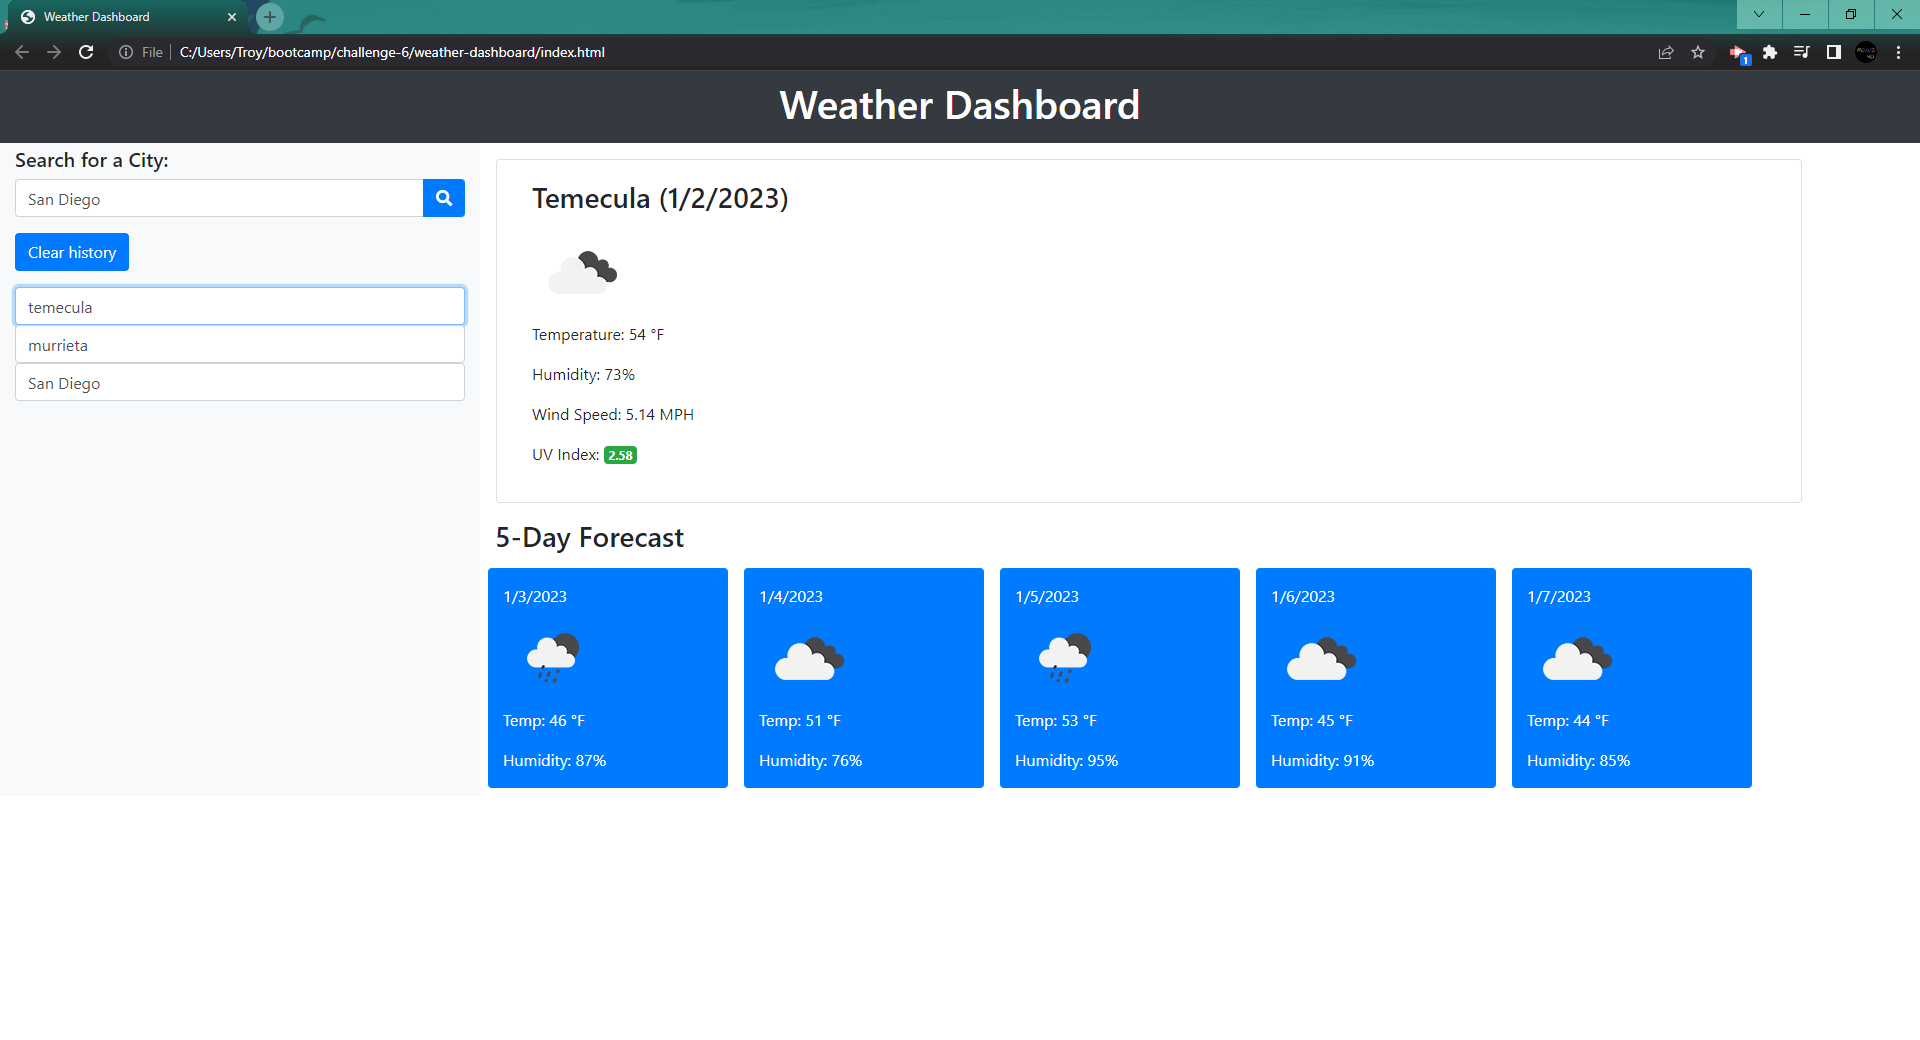 Weather Dashboard
File
C:/Users/Troy/bootcamp/challenge-6/weather-dashboard/index.html
1
Weather Dashboard
Search for a City:
San Diego
Clear history
temecula
murrieta
San Diego
Temecula (1/2/2023)
Temperature: 54 °F
Humidity: 73%
Wind Speed: 5.14 MPH
UV Index: 2.58
5-Day Forecast
1/3/2023
Temp: 46 °F
Humidity: 87%
1/4/2023
Temp: 51 °F
Humidity: 76%
1/5/2023
Temp: 53 °F
Humidity: 95%
1/6/2023
Temp: 45 °F
Humidity: 91%
1/7/2023
Temp: 44 °F
Humidity: 85%